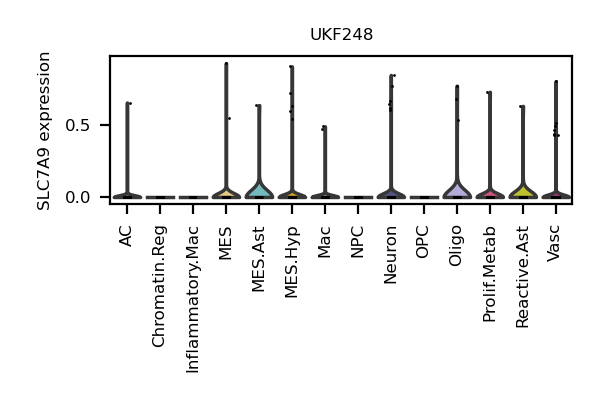 UKF248
SLC7A9 expression
0.5
0.0
AC
Chromatin.Reg
Inflammatory.Mac
MES
MES.Ast
MES.Hyp
Mac
NPC
Neuron
OPC
Oligo
Prolif.Metab
Reactive.Ast
Vasc